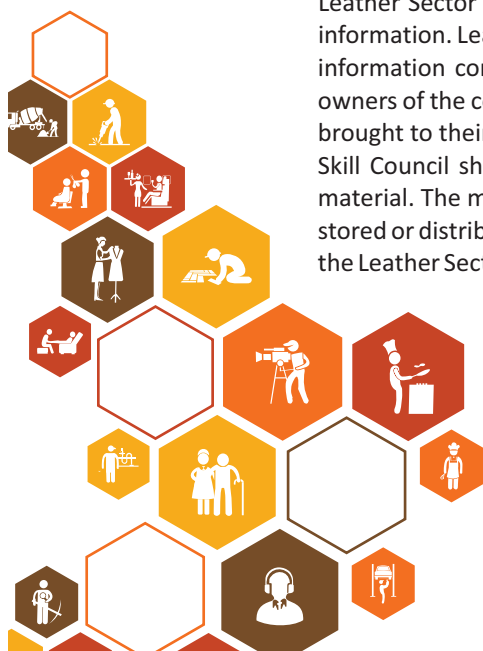 Leather Sector
information. Lea
information con
owners of the c
brought to their
Skill Council sh
material. The m
stored or distrib
the Leather Sect